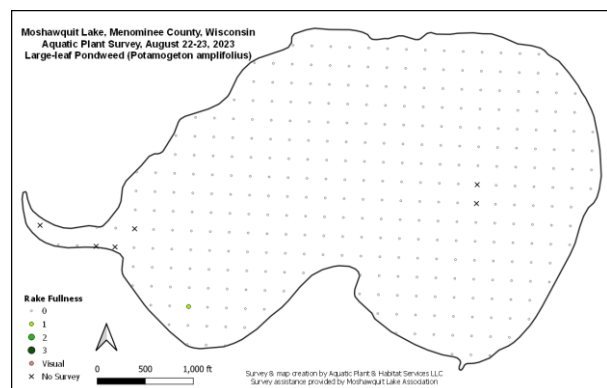 Moshawquit Lake, Menominee County, Wisconsin
Aquatic Plant Survey, August 22-23, 2023
Large-leaf Pondweed (Potamogeton amplifolius)
Rake Fullness
0
1
2
3
Visual
No Survey
0 500 1,000 ft
Survey & map creation by Aquatic Plant & Habitat Services LLC
Survey assistance provided by Moshawquit Lake Association